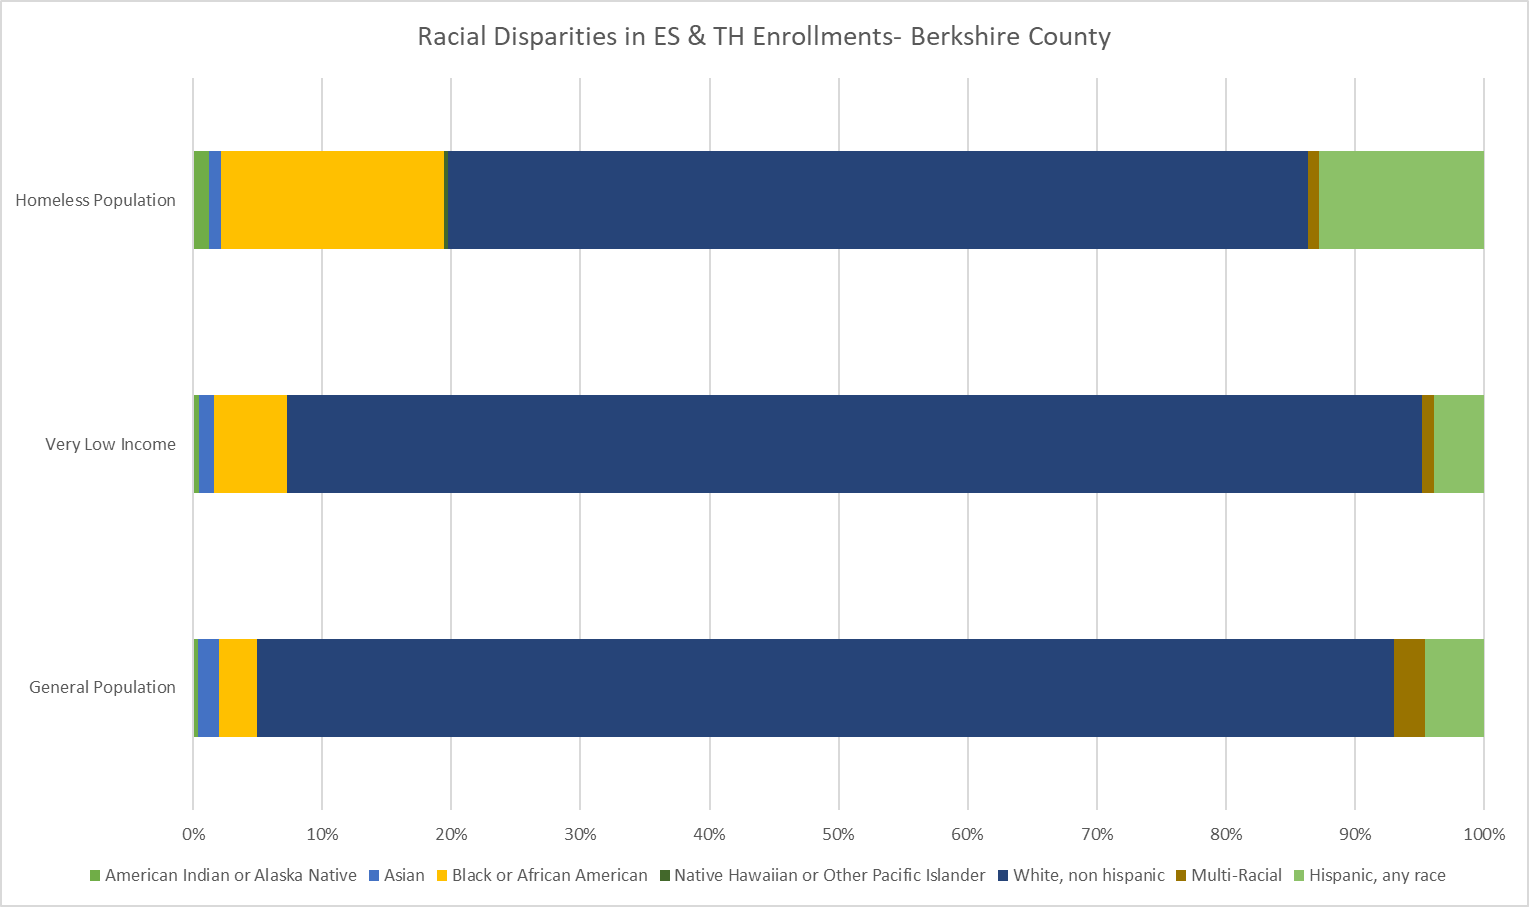 Racial Disparities in ES & TH Enrollments- Berkshire County
Homeless Population
Very Low Income
General Population
0% 10% 20% 30% 40% 50% 60% 70% 80% 90% 100%
American Indian or Alaska Native Asian Black or African American Native Hawaiian or Other Pacific Islander White, non hispanic Multi-Racial Hispanic, any race